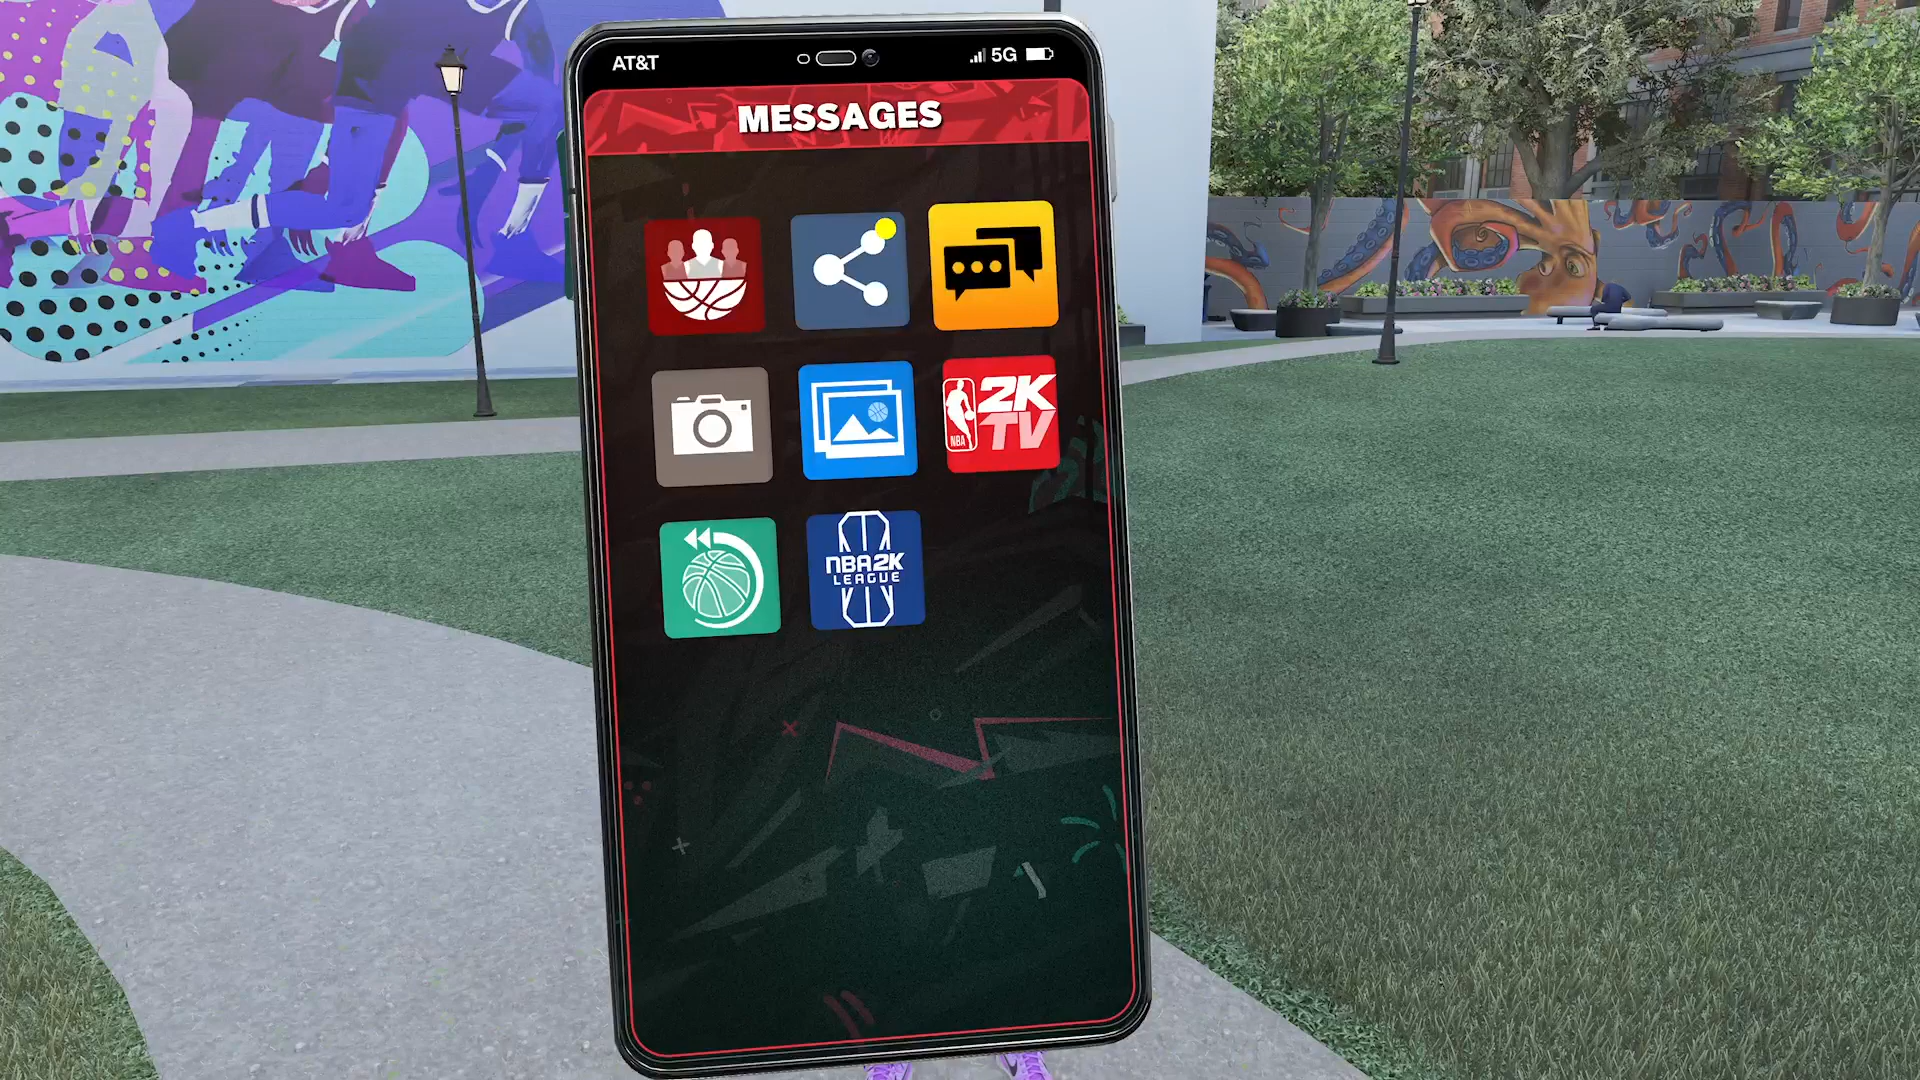 AT&T
5G
MESSAGES
2K
TV
NBA
NBA2K
LEAGUE